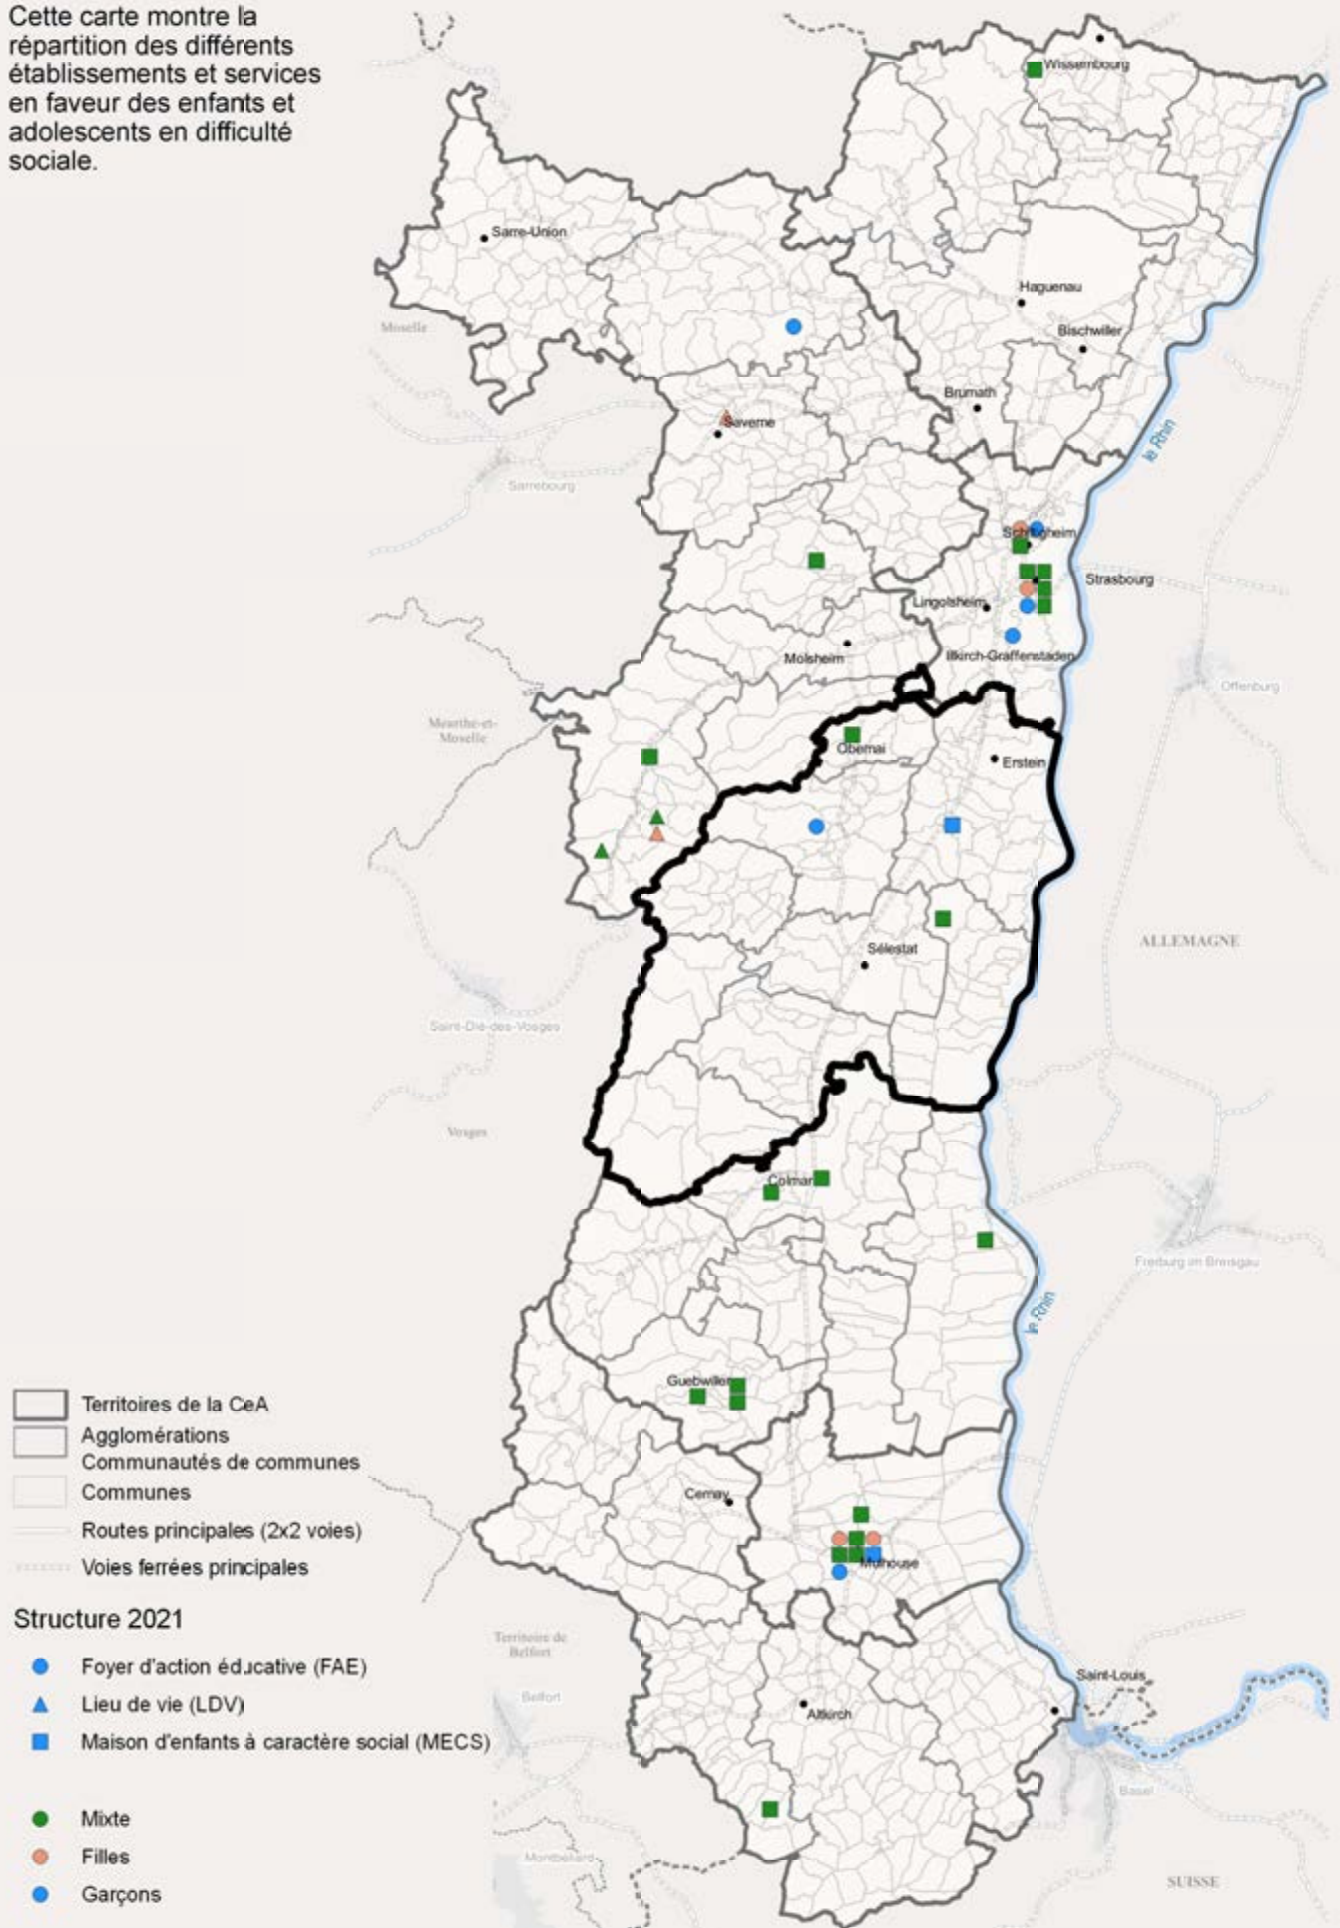 Cette carte montre la
répartition des différents
établissements et services
en faveur des enfants et
adolescents en difficulté
sociale.
Wissembourg
Sarre-Union
Haguenau
Moselle
Bischwiller
Brumath
Saverne
le Rhin
Sarrebourg
Schiltigheim
Strasbourg
Lingolsheim
Molsheim
Illkirch-Graffenstaden
Offenburg
Meurthe-et-
Moselle
Obernai
Erstein
ALLEMAGNE
Sélestat
Saint-Dié-des-Vosges
Vosges
Colmar
Freiburg im Breisgau
le Rhin
Guebwiller
Territoires de la CeA
Agglomérations
Communautés de communes
Communes
Cernay
Routes principales (2x2 voies)
Voies ferrées principales
Mulhouse
Structure 2021
Territoire de
Belfort
Foyer d'action éducative (FAE)
Saint-Louis
Belfort
Lieu de vie (LDV)
Altkirch
Maison d'enfants à caractère social (MECS)
Basel
Mixte
Filles
Montbéliard
SUISSE
Garçons